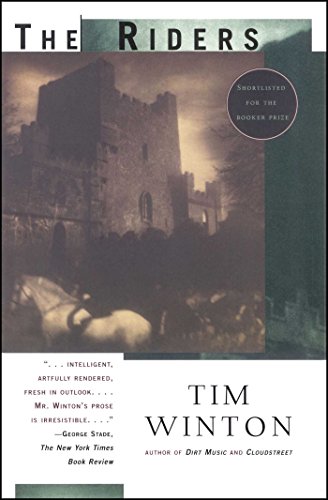 THE RIDERS
SHORTLISTED
FOR THE
BOOKER PRIZE
“. . . INTELLIGENT,
ARTFULLY RENDERED,
FRESH IN OUTLOOK. . . .
MR. WINTON’S PROSE
IS IRRESISTIBLE. . . .”
—GEORGE STADE,
The New York Times
Book Review
TIM
WINTON
AUTHOR OF DIRT MUSIC AND CLOUDSTREET